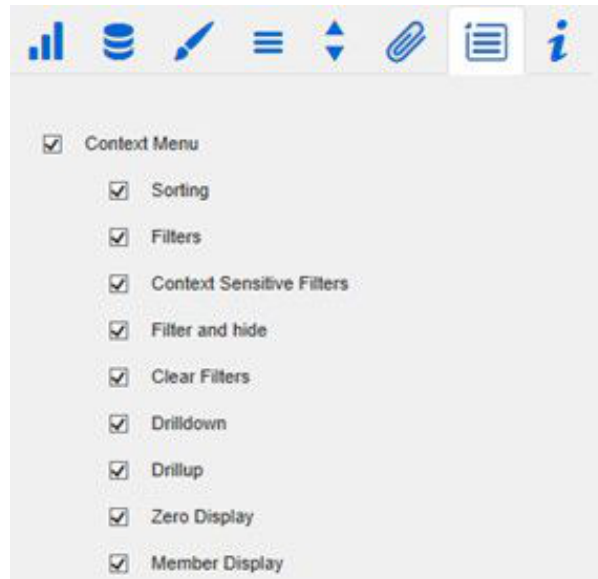 Context Menu
Sorting
Filters
Context Sensitive Filters
Filter and hide
Clear Filters
Drilldown
Drillup
Zero Display
Member Display